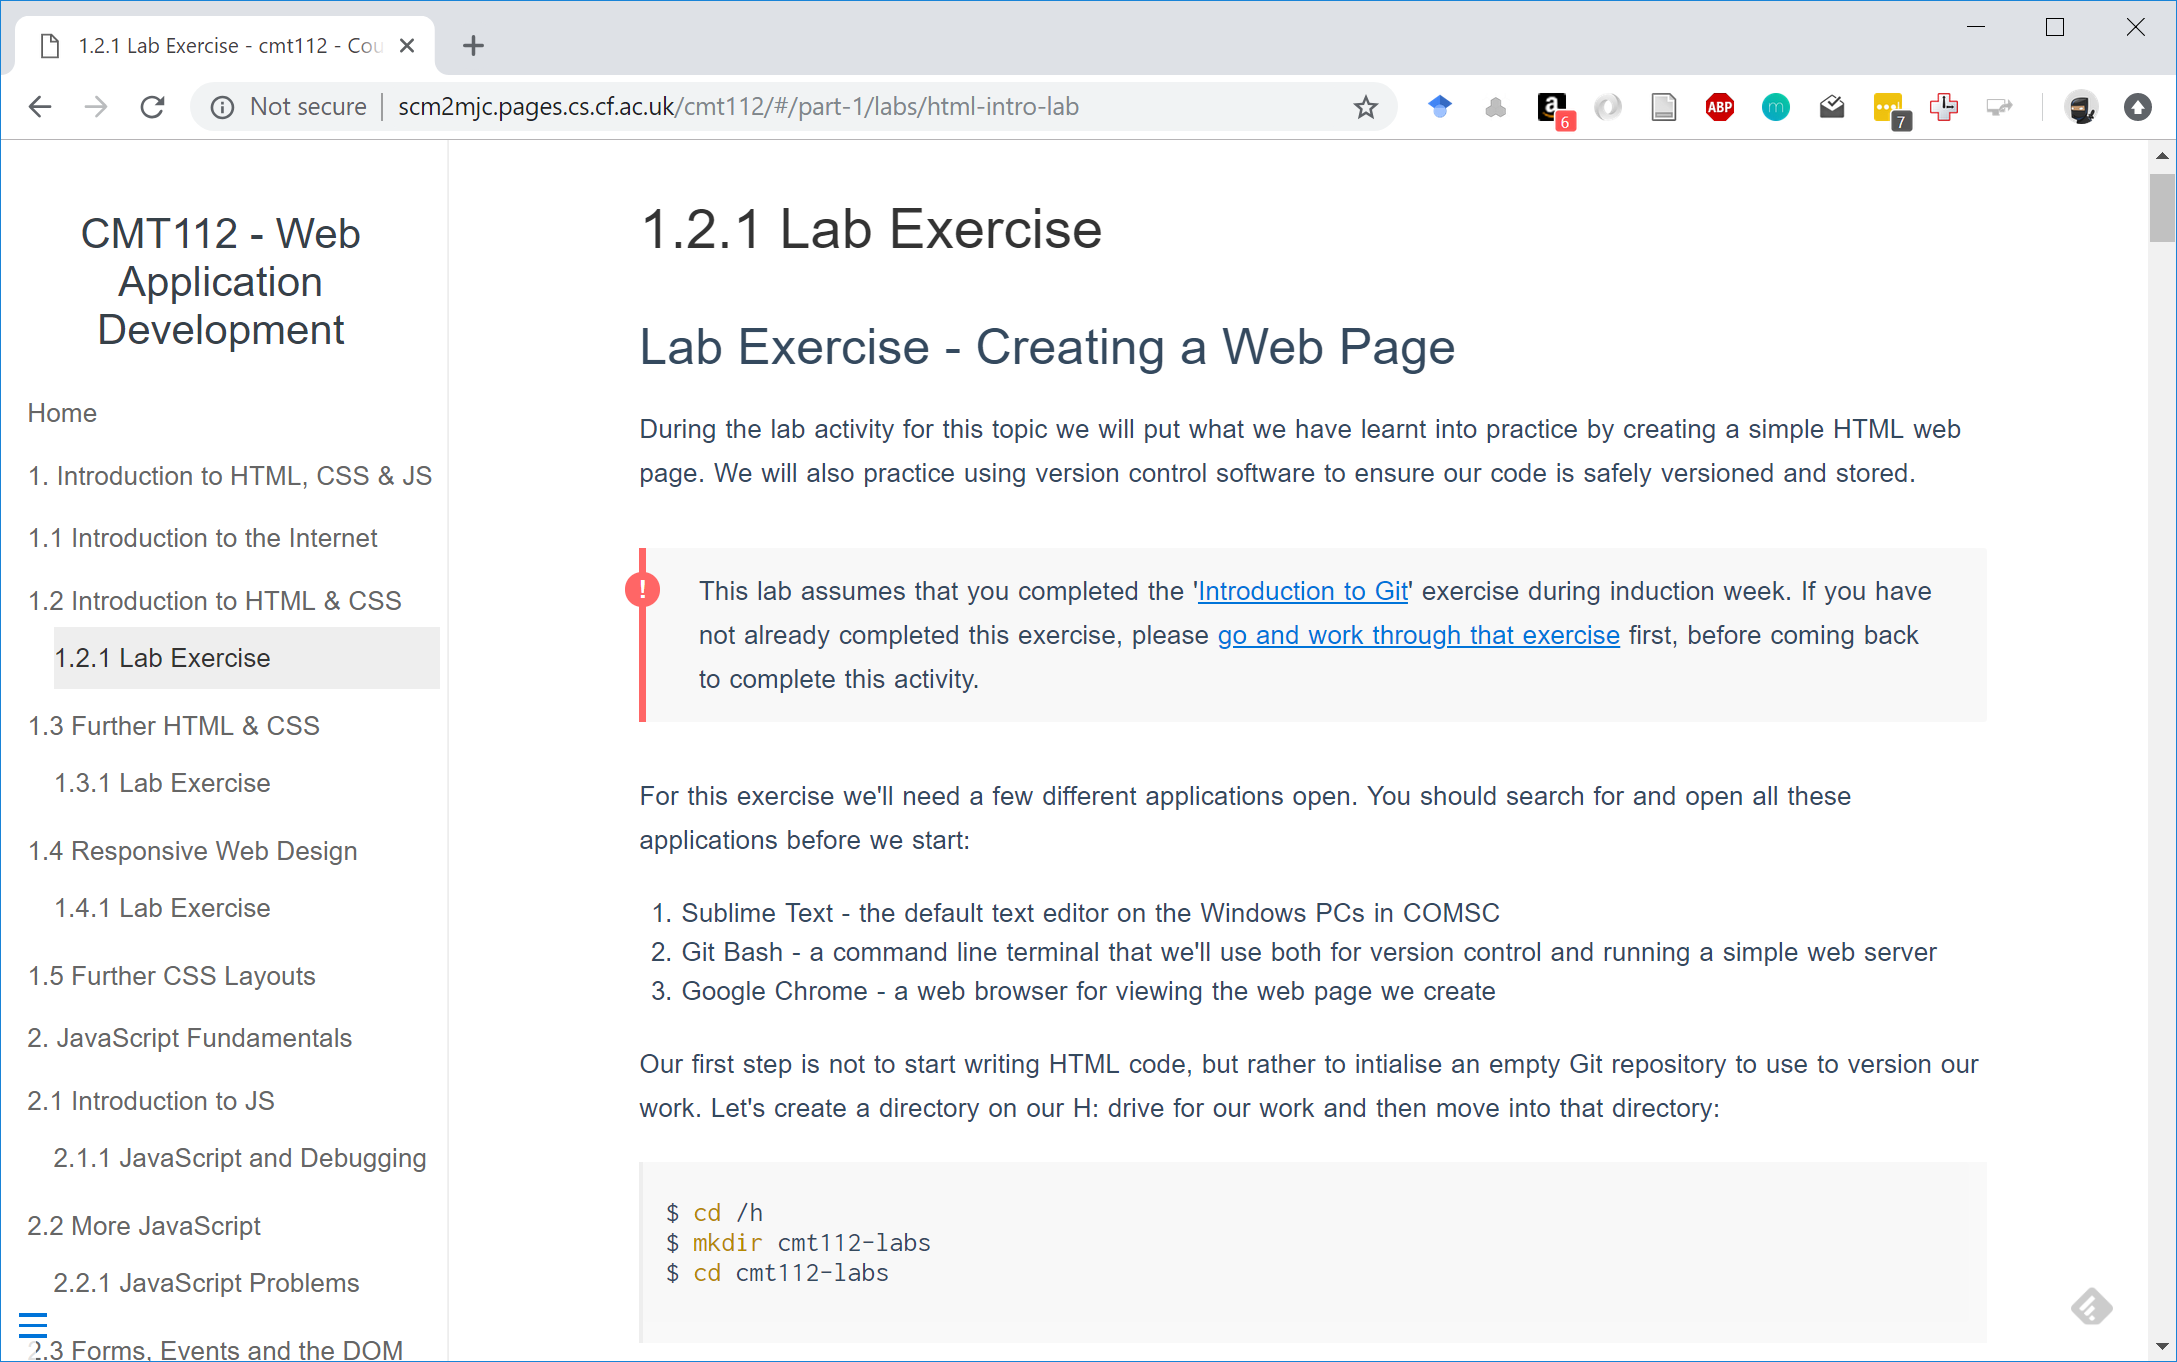 1.2.1 Lab Exercise - cmt112 - Cou
Not secure
scm2mjc.pages.cs.cf.ac.uk/cmt112/#/part-1/labs/html-intro-lab
a
6
ABP
m
7
CMT112 - Web
Application
Development
Home
1. Introduction to HTML, CSS & JS
1.1 Introduction to the Internet
1.2 Introduction to HTML & CSS
1.2.1 Lab Exercise
1.3 Further HTML & CSS
1.3.1 Lab Exercise
1.4 Responsive Web Design
1.4.1 Lab Exercise
1.5 Further CSS Layouts
2. JavaScript Fundamentals
2.1 Introduction to JS
2.1.1 JavaScript and Debugging
2.2 More JavaScript
2.2.1 JavaScript Problems
2.3 Forms, Events and the DOM
1.2.1 Lab Exercise
Lab Exercise - Creating a Web Page
During the lab activity for this topic we will put what we have learnt into practice by creating a simple HTML web
page. We will also practice using version control software to ensure our code is safely versioned and stored.
!
This lab assumes that you completed the 'Introduction to Git' exercise during induction week. If you have
not already completed this exercise, please go and work through that exercise first, before coming back
to complete this activity.
For this exercise we'll need a few different applications open. You should search for and open all these
applications before we start:
1. Sublime Text - the default text editor on the Windows PCs in COMSC
2. Git Bash - a command line terminal that we'll use both for version control and running a simple web server
3. Google Chrome - a web browser for viewing the web page we create
Our first step is not to start writing HTML code, but rather to intialise an empty Git repository to use to version our
work. Let's create a directory on our H: drive for our work and then move into that directory:
$ cd /h
$ mkdir cmt112-labs
$ cd cmt112-labs